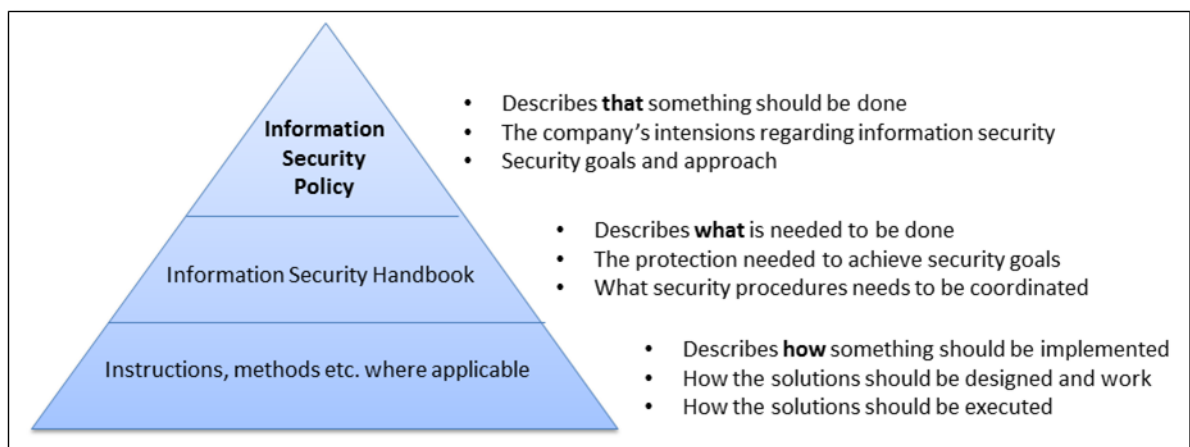 Information
Security
Policy
• Describes that something should be done
• The company's intensions regarding information security
• Security goals and approach
Information Security Handbook
• Describes what is needed to be done
• The protection needed to achieve security goals
• What security procedures needs to be coordinated
Instructions, methods etc. where applicable
• Describes how something should be implemented
• How the solutions should be designed and work
• How the solutions should be executed